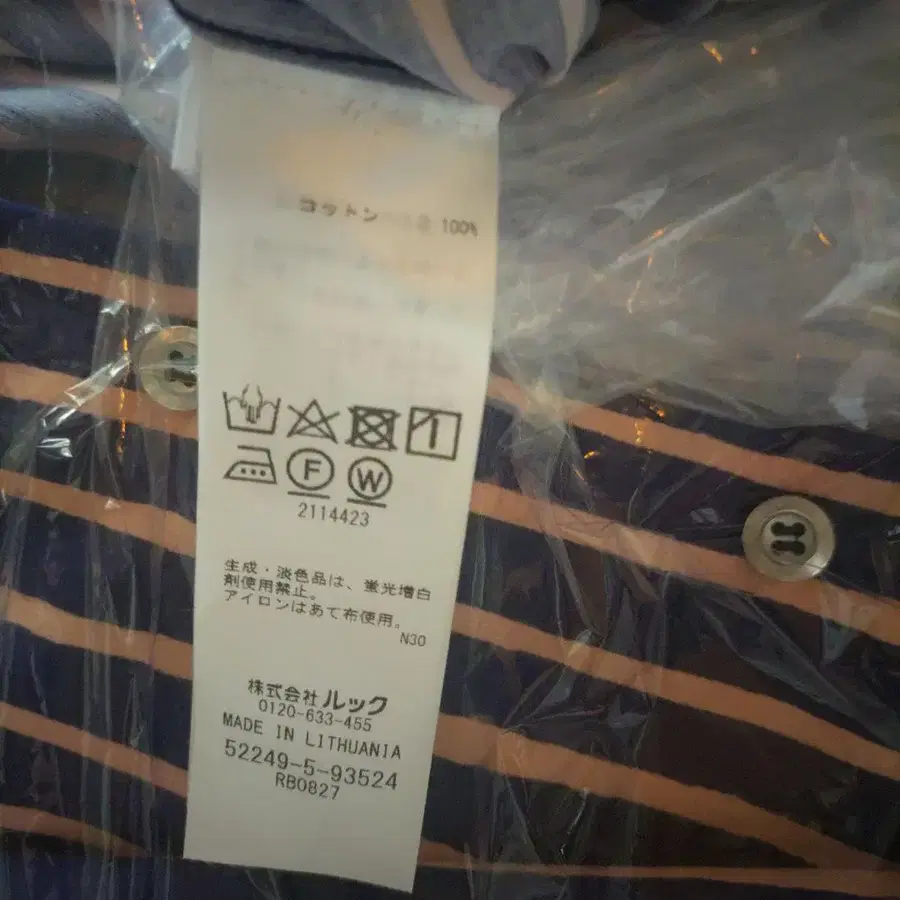 コットン 100%
F W
2114423
生成・淡色品は、蛍光増白
剤使用禁止。
アイロンはあて布使用。
N30
株式会社 ルック
0120-633-455
MADE IN LITHUANIA
52249-5-93524
RB0827